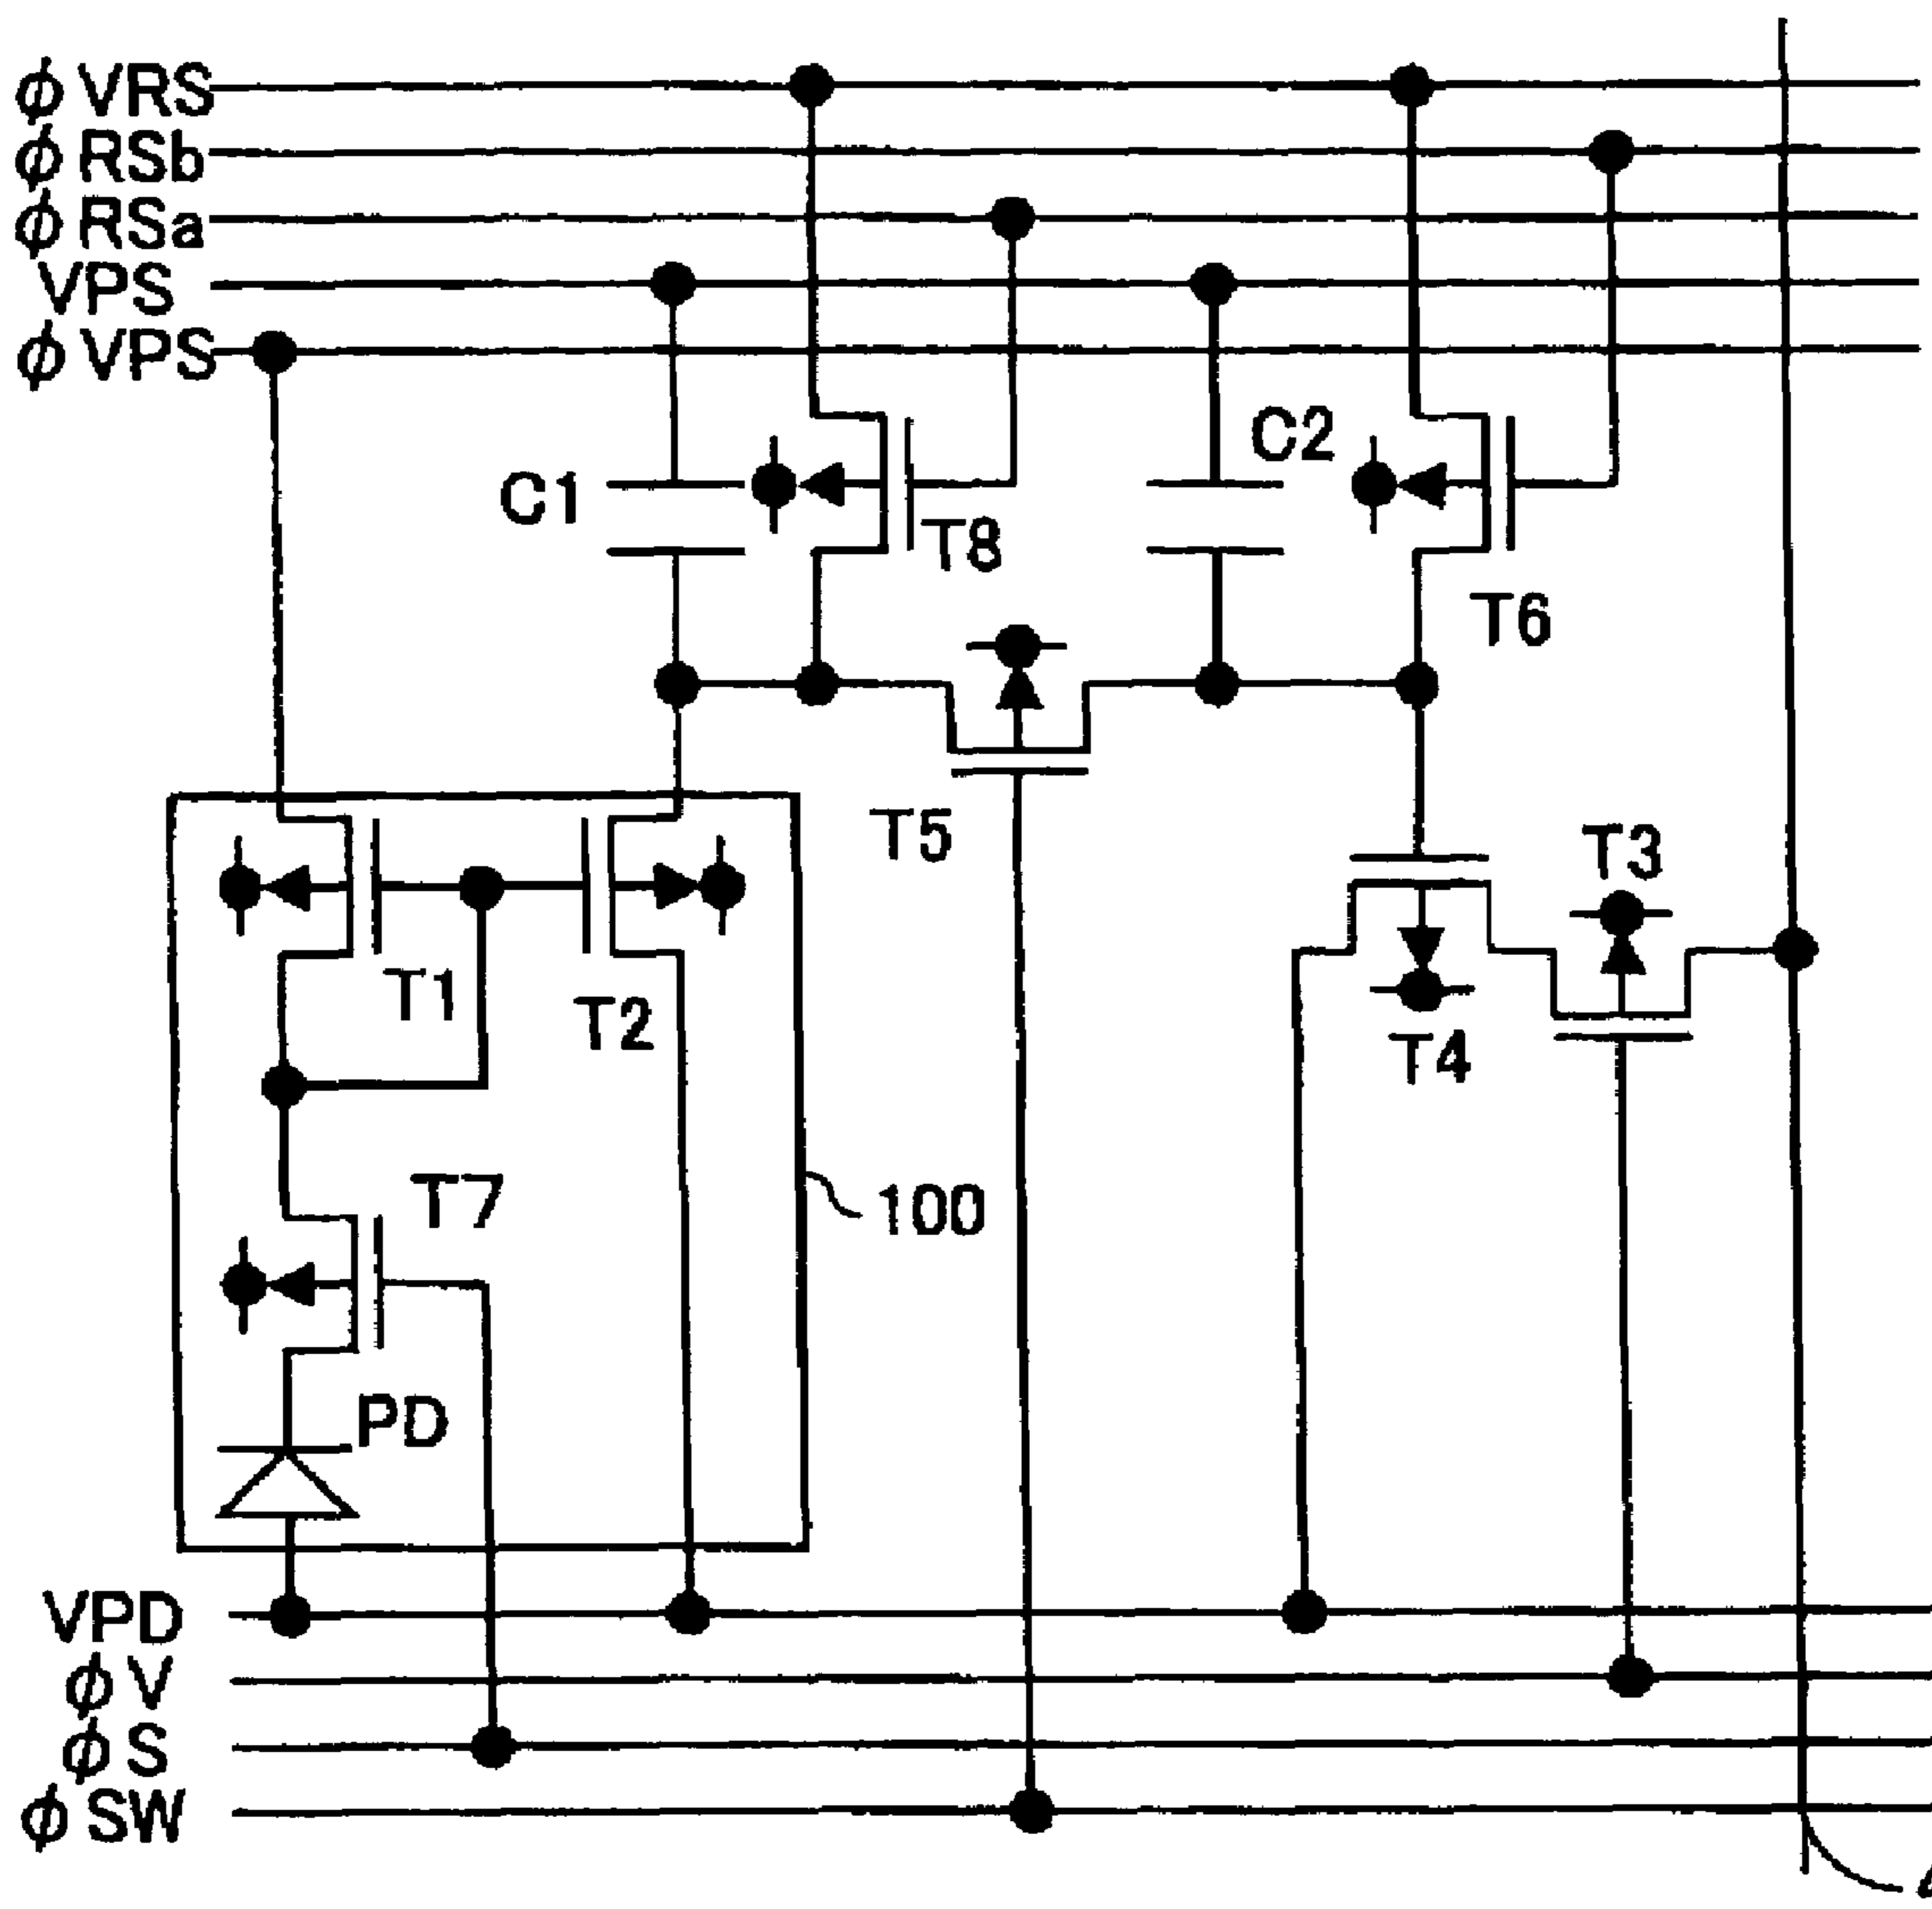 φVRS
φRSb
φRSa
VPS
φVPS
C1
T8
C2
T6
T5
T3
T1
T2
T4
T7
100
PD
VPD
φV
φS
φSW